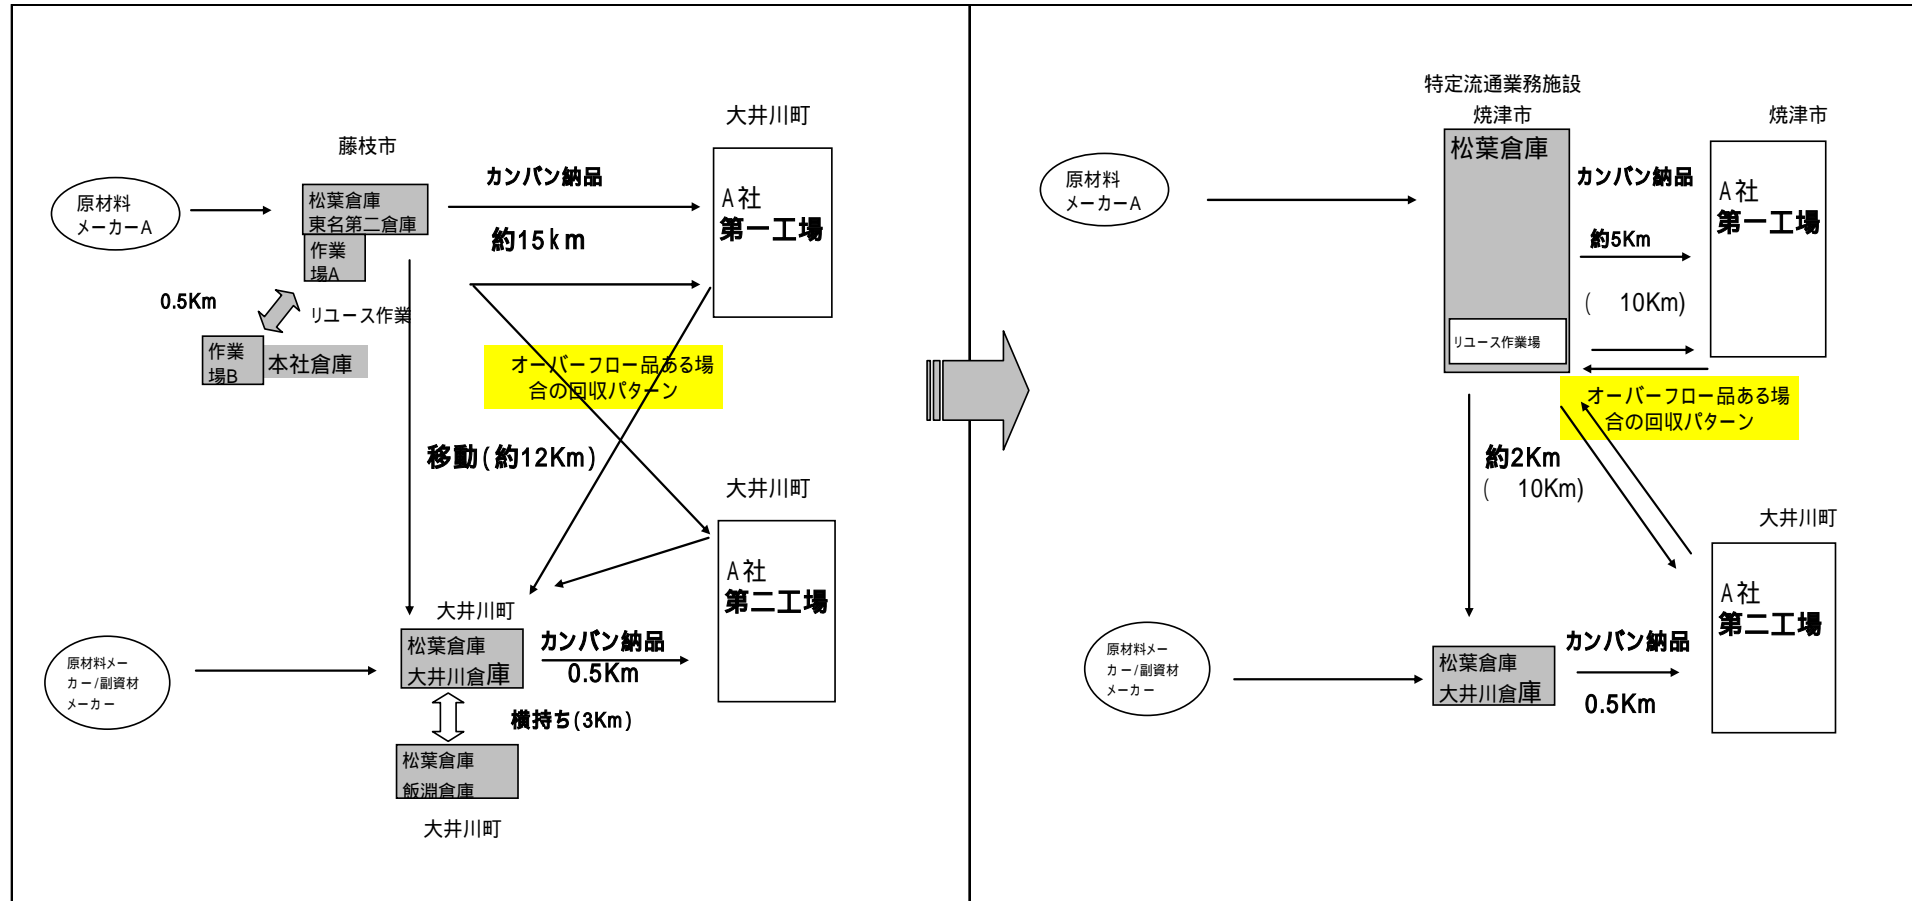 大井川町
藤枝市
カンバン納品
原材料
メーカーA
松葉倉庫
東名第二倉庫
A社
第一工場
約15km
作業
場A
0.5Km
リユース作業
作業
場B
本社倉庫
オーバーフロー品ある場
合の回収パターン
移動(約12Km)
大井川町
A社
第二工場
大井川町
松葉倉庫
大井川倉庫
カンバン納品
0.5Km
原材料メー
カー/副資材
メーカー
横持ち(3Km)
松葉倉庫
飯淵倉庫
大井川町
特定流通業務施設
焼津市
焼津市
松葉倉庫
カンバン納品
原材料
メーカーA
A社
第一工場
約5Km
( 10Km)
リユース作業場
オーバーフロー品ある場
合の回収パターン
約2Km
( 10Km)
大井川町
A社
第二工場
原材料メー
カー/副資材
メーカー
松葉倉庫
大井川倉庫
カンバン納品
0.5Km